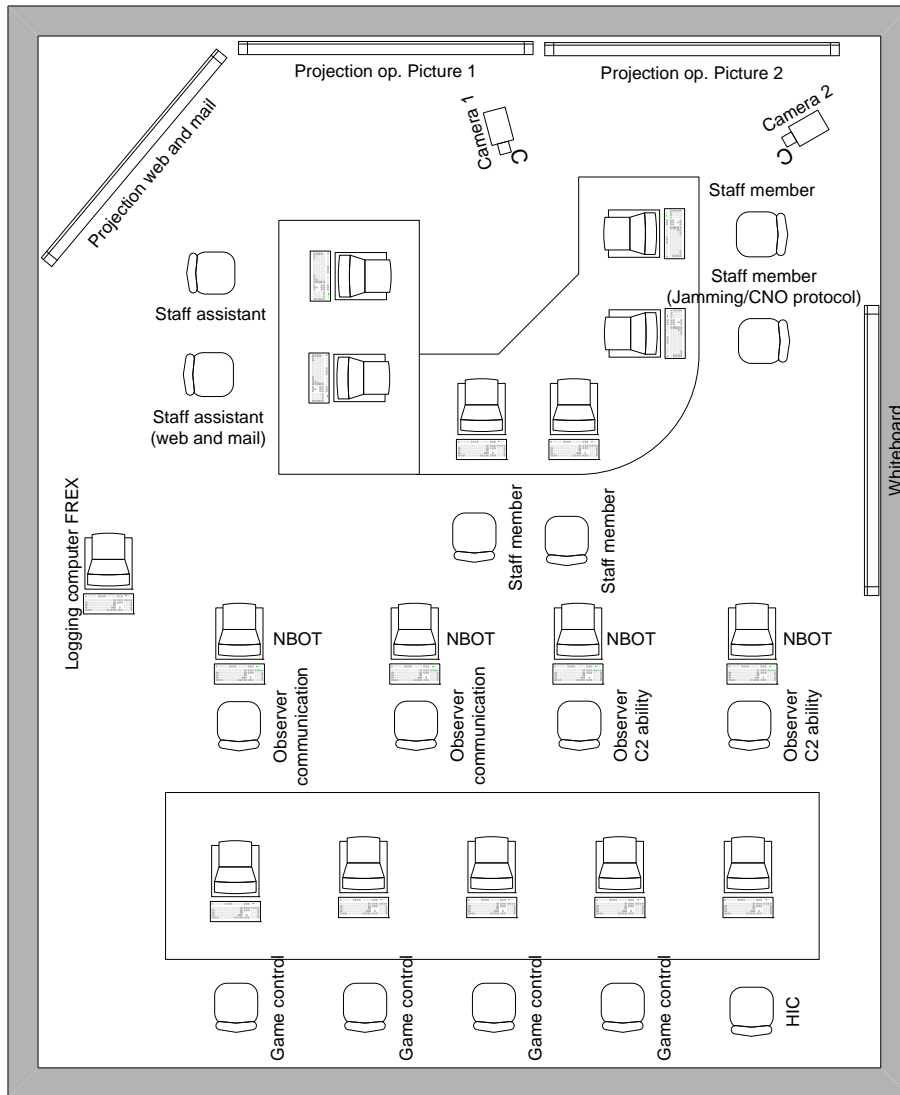 Projection op. Picture 1
Projection op. Picture 2
Projection web and mail
Camera 1
C
Camera 2
C
Staff member
Staff member
(Jamming/CNO protocol)
Staff assistant
Staff assistant
(web and mail)
Whiteboard
Logging computer FREX
Staff member
Staff member
NBOT
NBOT
NBOT
NBOT
Observer
communication
Observer
communication
Observer
C2 ability
Observer
C2 ability
Game control
Game control
Game control
Game control
HIC